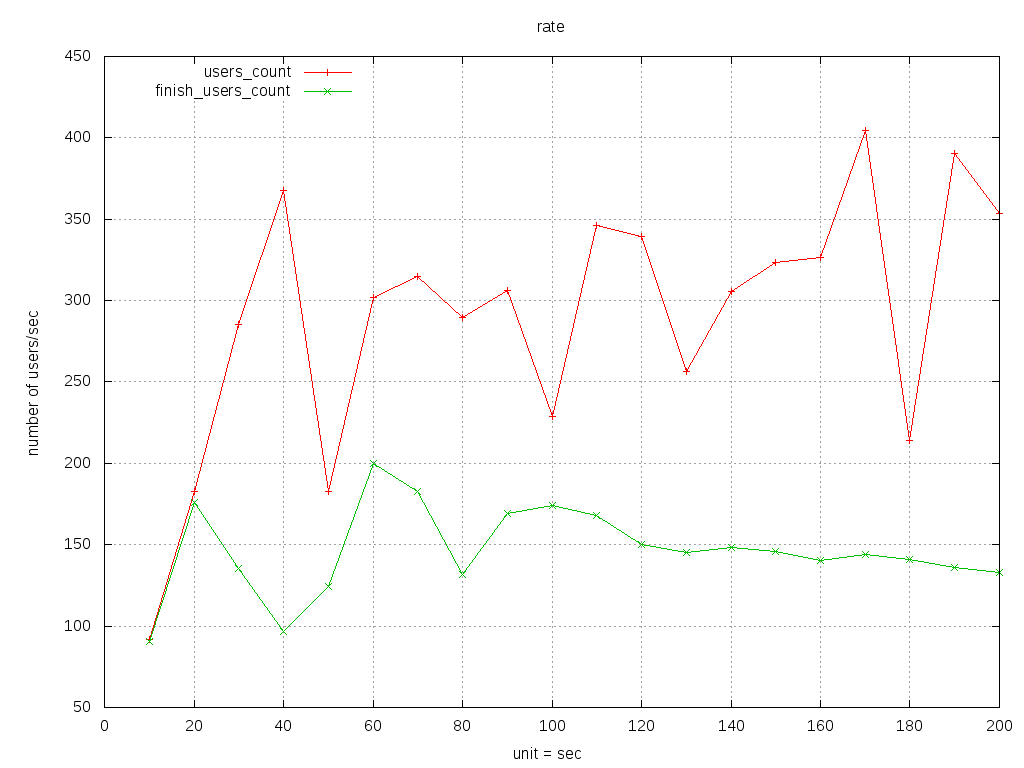 rate
users_count
finish_users_count
450
400
350
300
250
200
150
100
50
number of users/sec
0 20 40 60 80 100 120 140 160 180 200
unit = sec